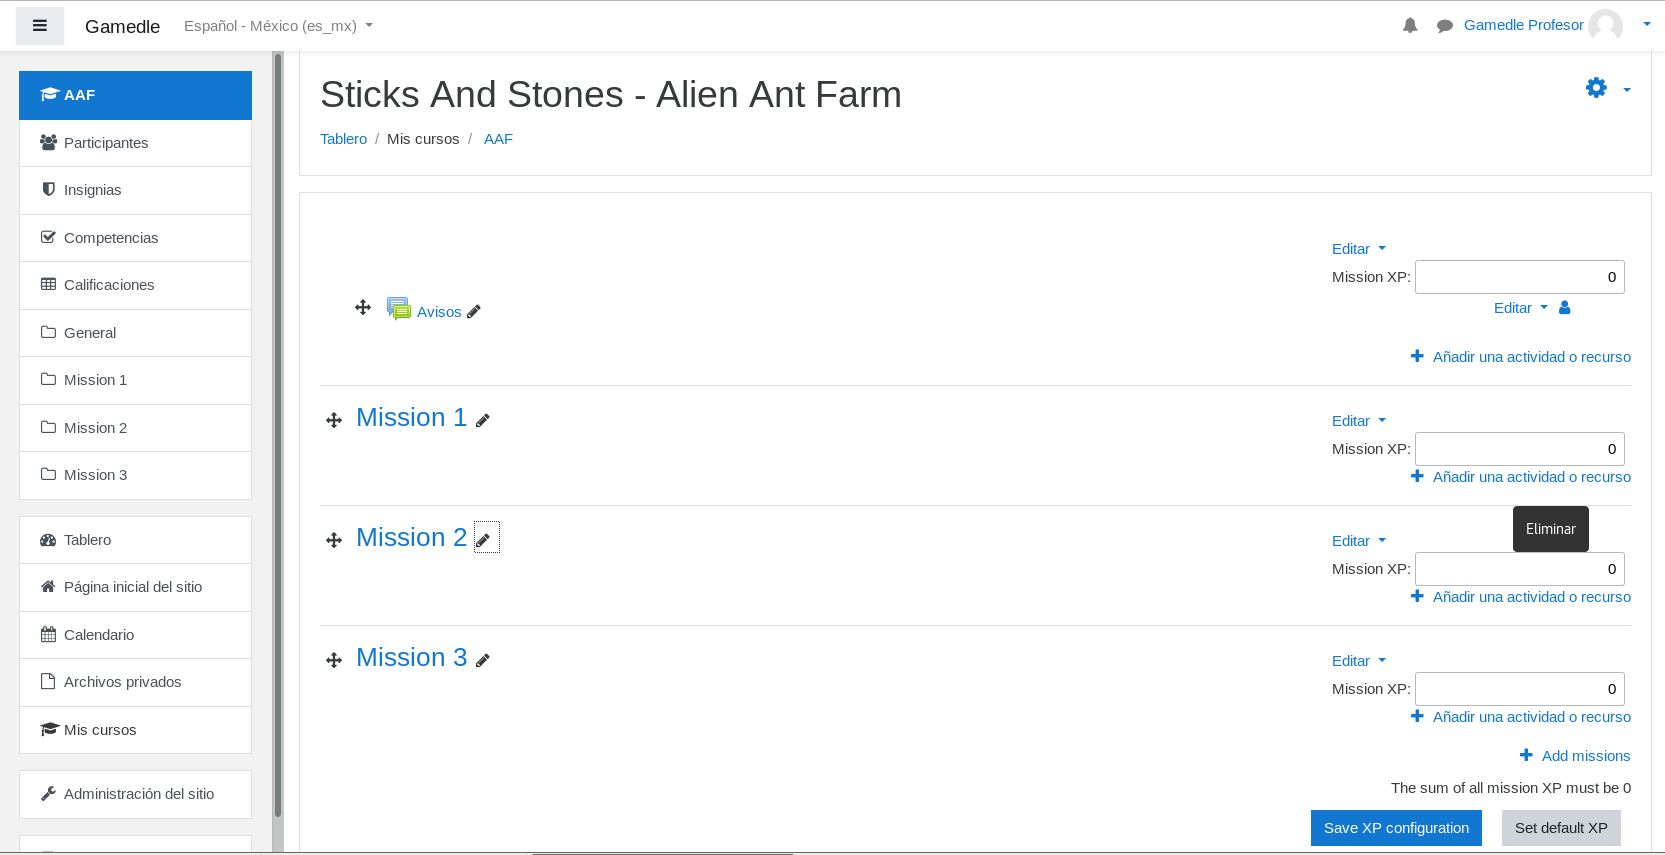 Gamedle Español - México (es_mx) Gamedle Profesor
AAF
Participantes
Insignias
Competencias
Calificaciones
General
Mission 1
Mission 2
Mission 3
Tablero
Página inicial del sitio
Calendario
Archivos privados
Mis cursos
Administración del sitio
Sticks And Stones - Alien Ant Farm
Tablero / Mis cursos / AAF
Editar
Mission XP: 0
Avisos Editar
Añadir una actividad o recurso
Mission 1 Editar
Mission XP: 0
Añadir una actividad o recurso
Eliminar
Mission 2 Editar
Mission XP: 0
Añadir una actividad o recurso
Mission 3 Editar
Mission XP: 0
Añadir una actividad o recurso
Add missions
The sum of all mission XP must be 0
Save XP configuration Set default XP